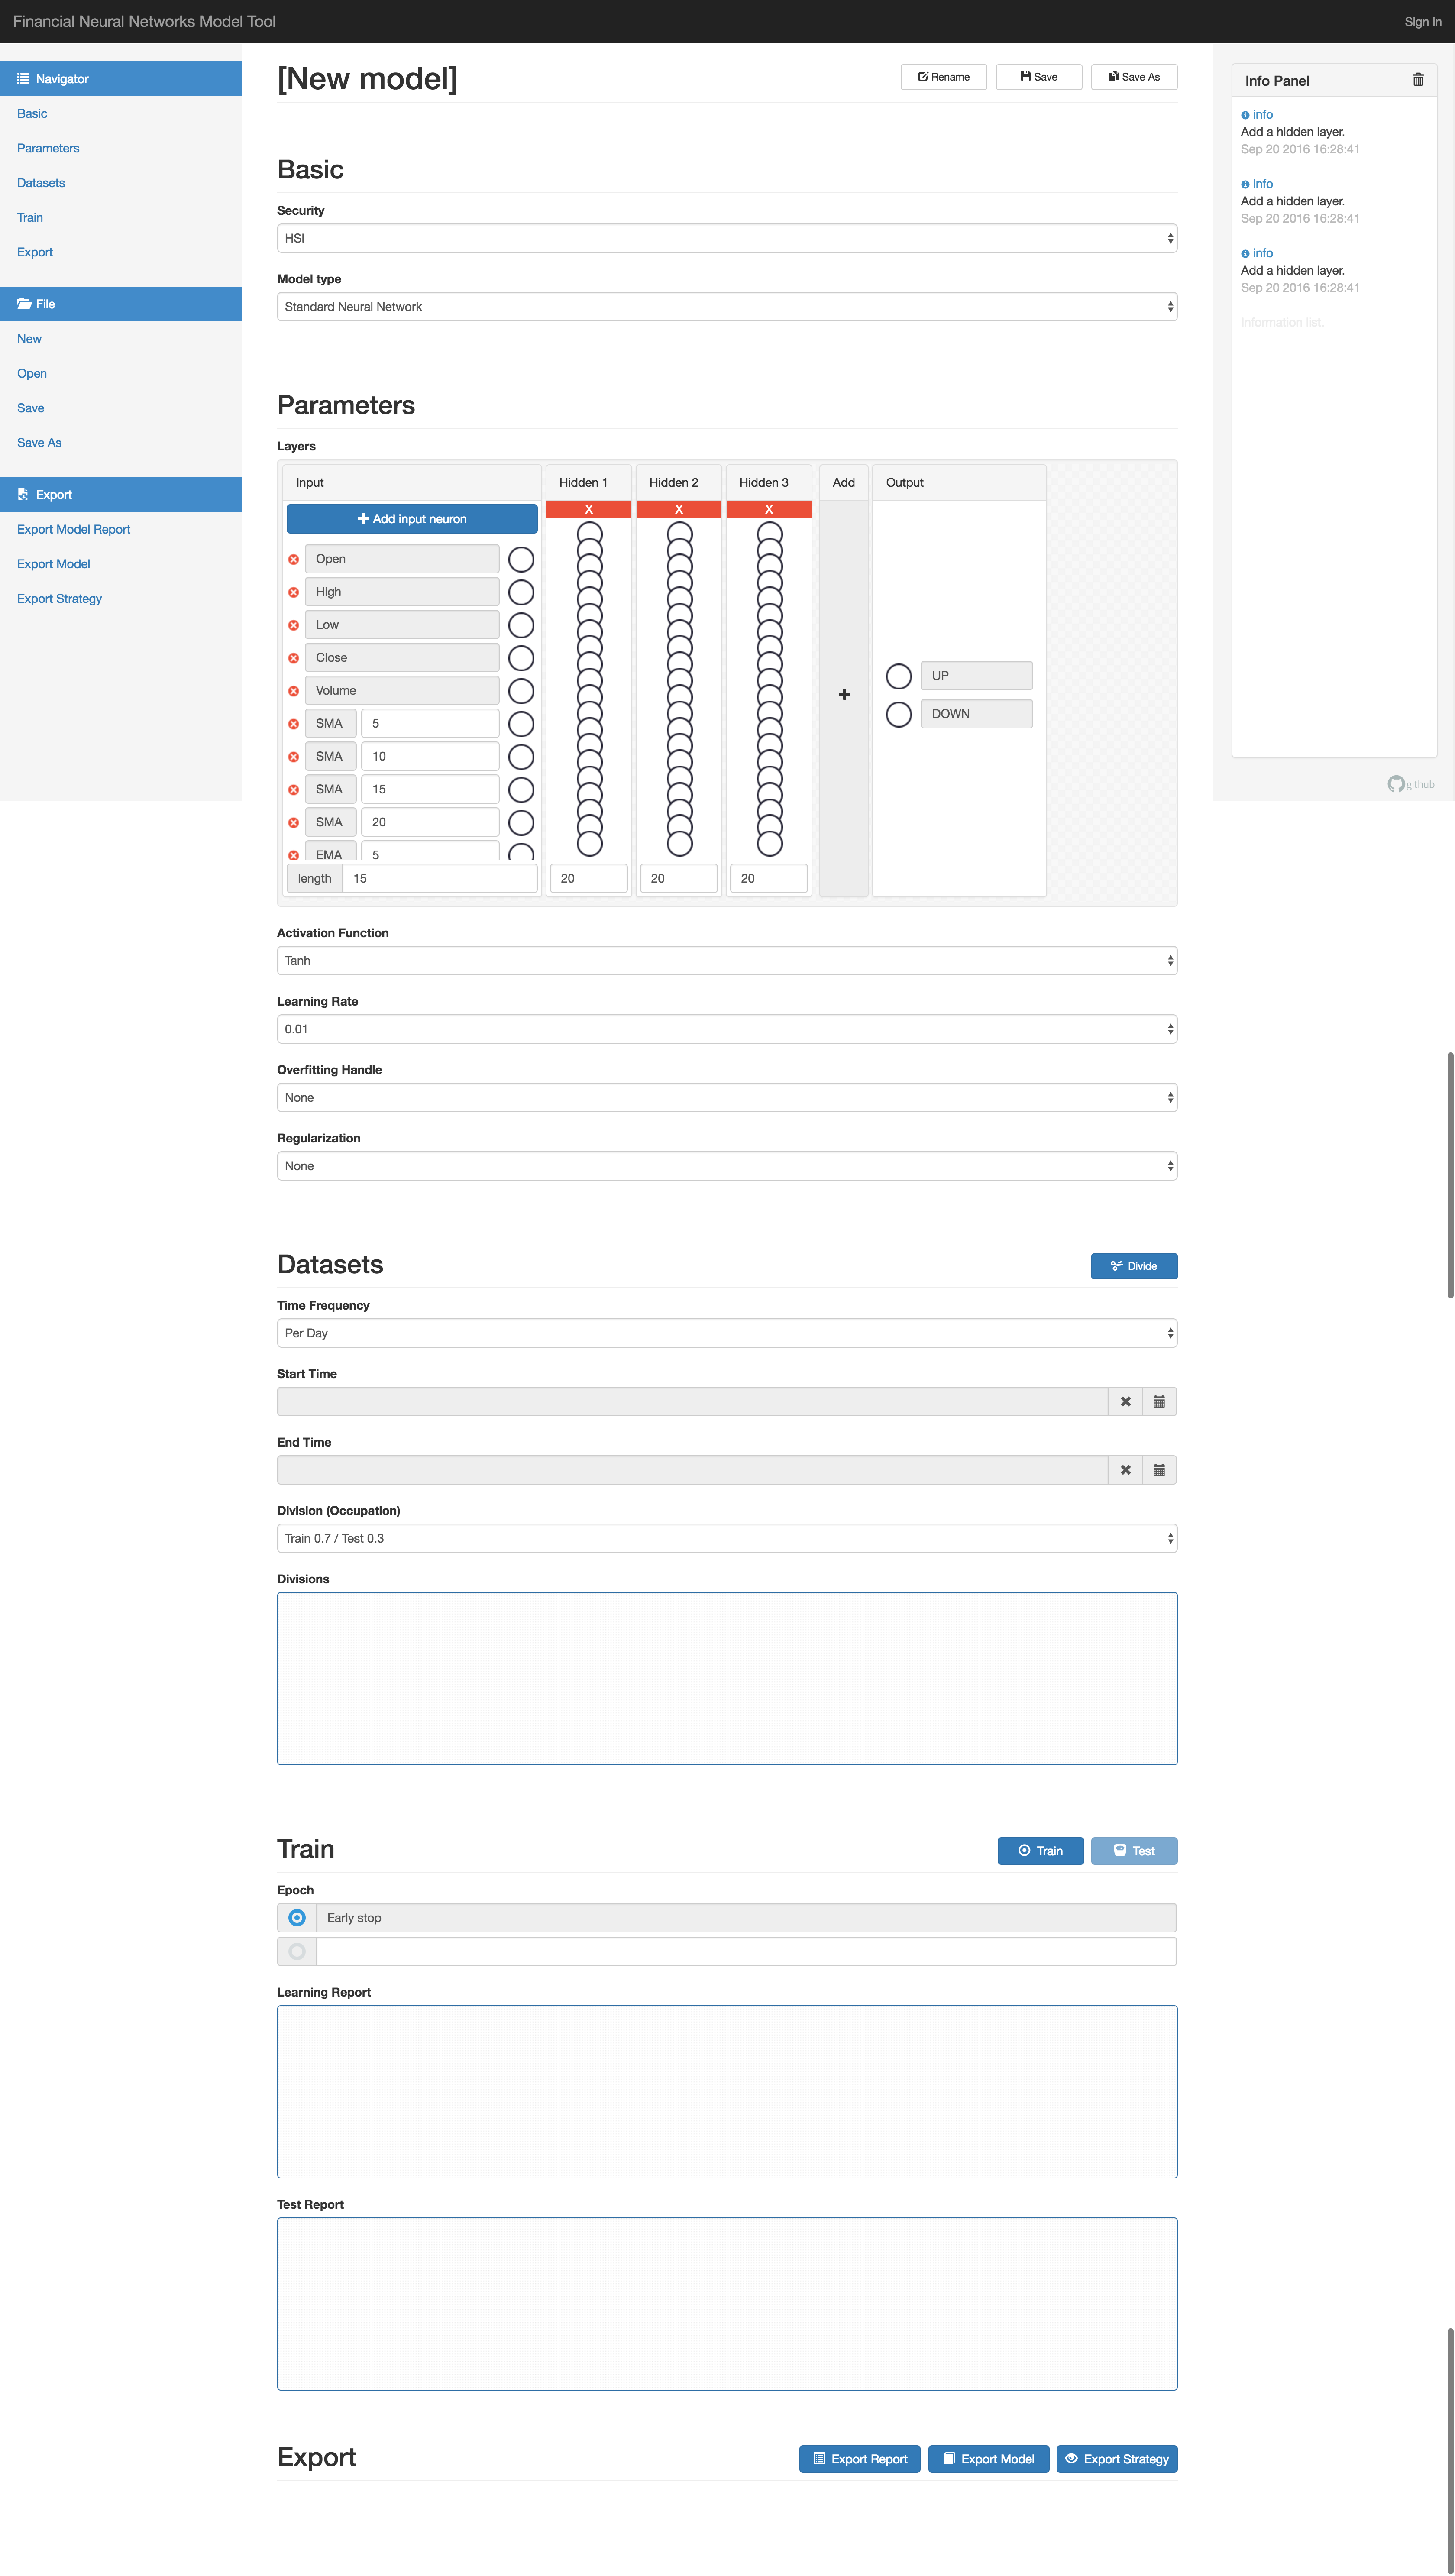 Financial Neural Networks Model Tool
Sign in
Navigator
Basic
Parameters
Datasets
Train
Export
File
New
Open
Save
Save As
Export
Export Model Report
Export Model
Export Strategy
[New model]
Rename
Save
Save As
Basic
Security
HSI
Model type
Standard Neural Network
Parameters
Layers
Input
Hidden 1
Hidden 2
Hidden 3
Add
Output
Add input neuron
X
X
X
Open
High
Low
Close
Volume
SMA 5
SMA 10
SMA 15
SMA 20
EMA 5
length 15
20
20
20
UP
DOWN
Activation Function
Tanh
Learning Rate
0.01
Overfitting Handle
None
Regularization
None
Datasets
Divide
Time Frequency
Per Day
Start Time
End Time
Division (Occupation)
Train 0.7 / Test 0.3
Divisions
Train
Train
Test
Epoch
Early stop
Learning Report
Test Report
Export
Export Report
Export Model
Export Strategy
Info Panel
info
Add a hidden layer.
Sep 20 2016 16:28:41
info
Add a hidden layer.
Sep 20 2016 16:28:41
info
Add a hidden layer.
Sep 20 2016 16:28:41
Information list.
github